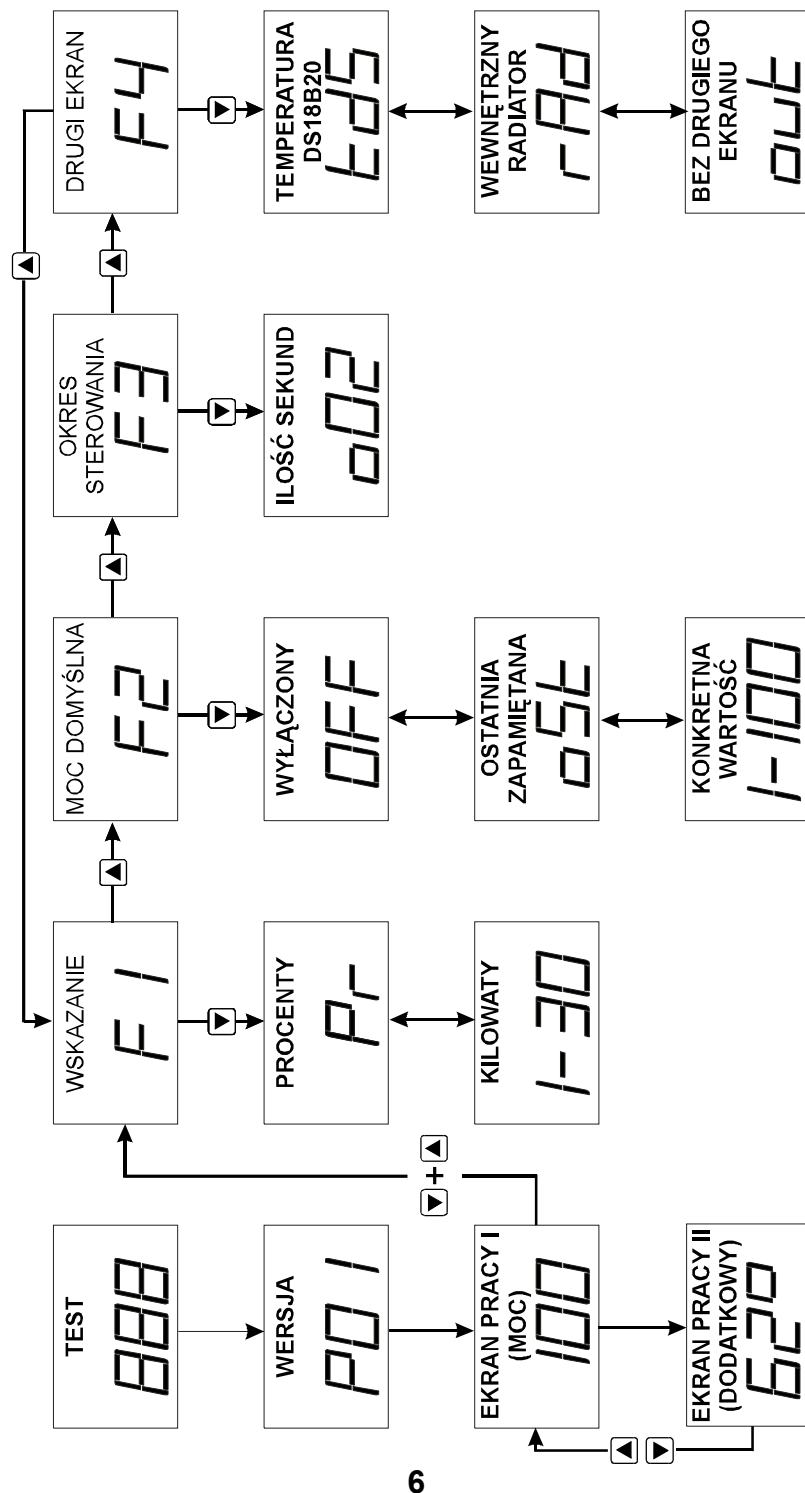 TEST
888
WERSJA
P01
EKRAN PRACY I
(MOC)
100
EKRAN PRACY II
(DODATKOWY)
62º
▼+▲
▲ ▼
WSKAZANIE
F1
▼
PROCENTY
Pr
KILOWATY
1-30
▲
MOC DOMYŚLNA
F2
▼
WYŁĄCZONY
OFF
OSTATNIA
ZAPAMIĘTANA
oSt
KONKRETNA
WARTOŚĆ
1-100
▲
OKRES
STEROWANIA
F3
▼
ILOŚĆ SEKUND
o02
▲
DRUGI EKRAN
F4
▼
TEMPERATURA
DS18B20
tdS
WEWNĘTRZNY
RADIATOR
rAd
BEZ DRUGIEGO
EKRANU
out
▲
6